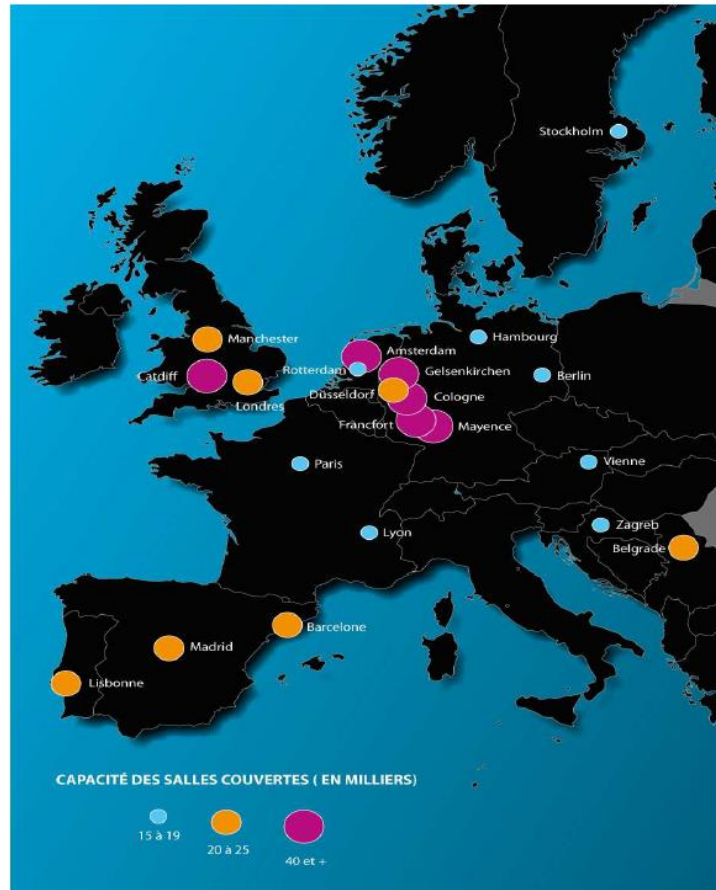 Stockholm
Hambourg
Manchester
Amsterdam
Catdiff
Rotterdam
Gelsenkirchen
Berlin
Londres
Düsseldorf
Cologne
Francfort
Mayence
Paris
Vienne
Lyon
Zagreb
Belgrade
Barcelone
Madrid
Lisbonne
CAPACITÉ DES SALLES COUVERTES ( EN MILLIERS)
15 à 19
20 à 25
40 et +